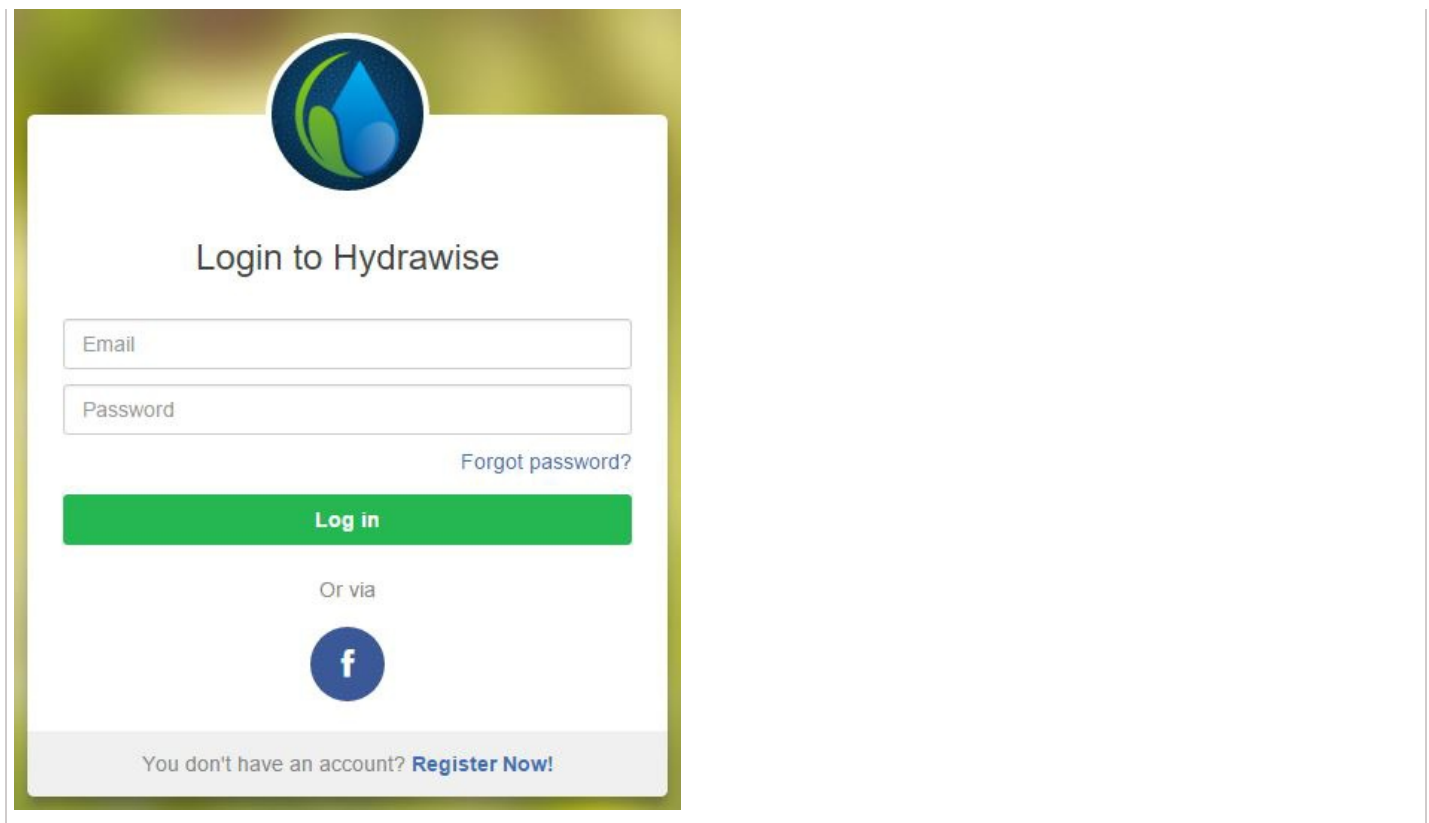 Login to Hydrawise
Email
Password
Forgot password?
Log in
Or via
f
You don't have an account? Register Now!